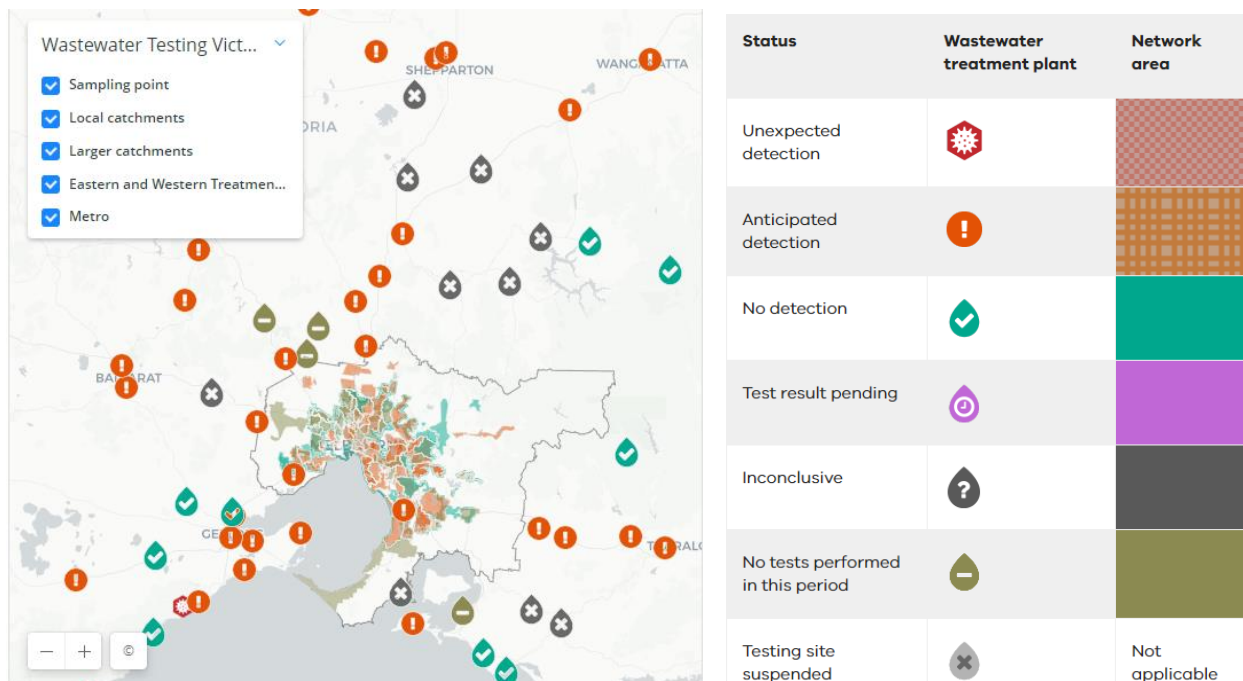 Wastewater Testing Vict...
Sampling point
Local catchments
Larger catchments
Eastern and Western Treatmen...
Metro
SHEPPARTON
ORIA
©
Status
Wastewater
treatment plant
Network
area
Unexpected
detection
Anticipated
detection
No detection
Test result pending
Inconclusive
No tests performed
in this period
Testing site
suspended
Not
applicable